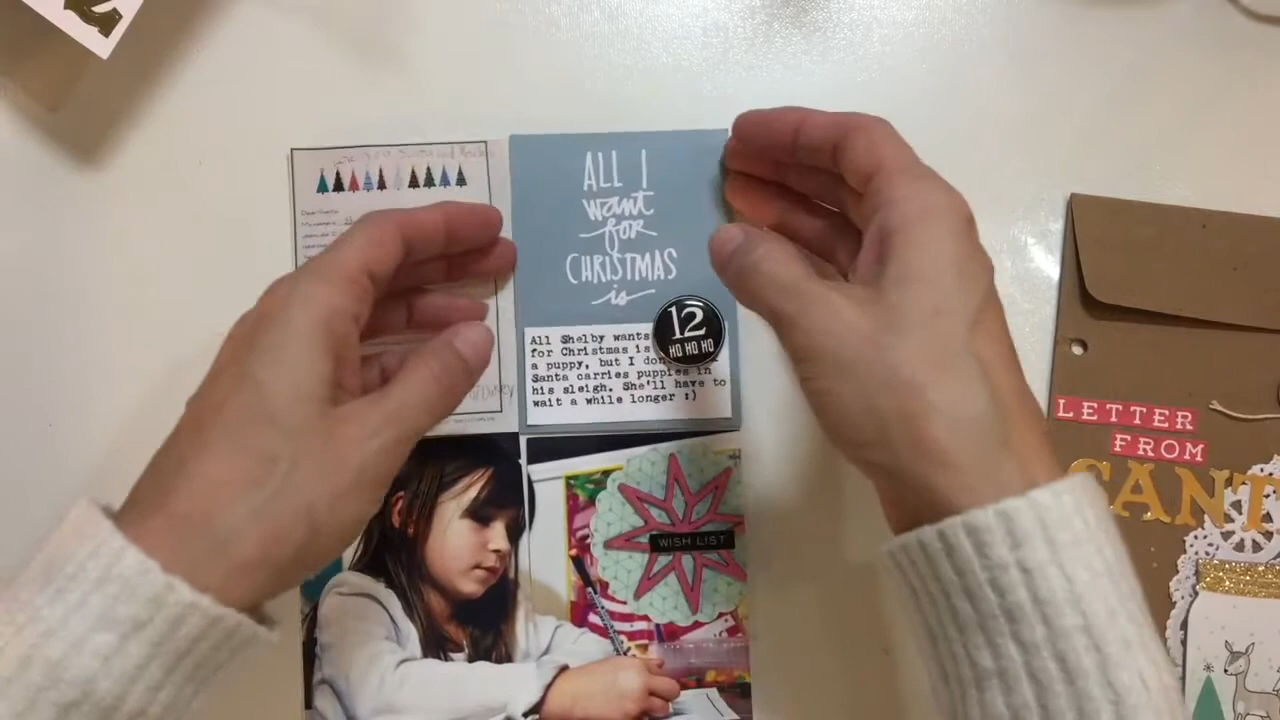 ALL I
want
for
CHRISTMAS
is
12
HO HO HO
All Shelby wants
for Christmas is
a puppy, but I don
Santa carries puppies in
his sleigh. She'll have to
wait a while longer :)
WISH LIST
LETTER
FROM
SANT